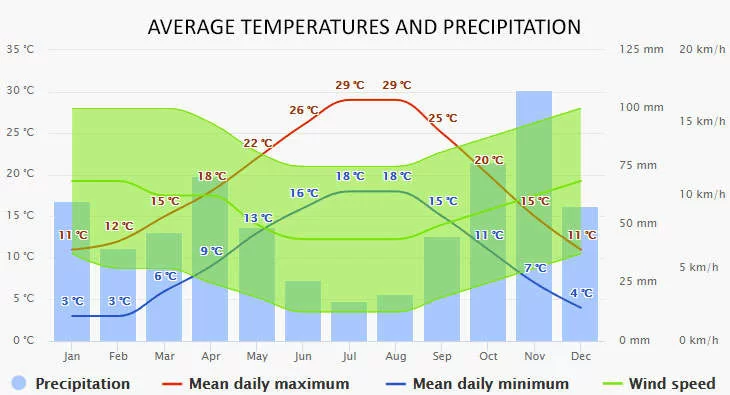 AVERAGE TEMPERATURES AND PRECIPITATION
35 °C 125 mm 20 km/h
29 °C 29 °C
30 °C 26 °C 100 mm
25 °C 25 °C 15 km/h
22 °C
20 °C 18 °C 18 °C 18 °C 20 °C 75 mm
15 °C 15 °C 16 °C 15 °C 15 °C 10 km/h
12 °C 13 °C 50 mm
11 °C 11 °C 11 °C
10 °C 9 °C
6 °C 7 °C 25 mm 5 km/h
5 °C 3 °C 3 °C 4 °C
0 °C 0 mm 0 km/h
Jan Feb Mar Apr May Jun Jul Aug Sep Oct Nov Dec
Precipitation Mean daily maximum Mean daily minimum Wind speed